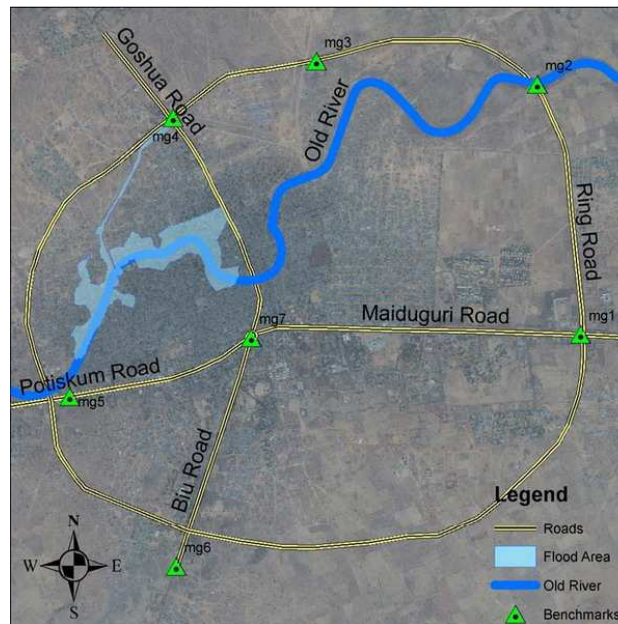 Goshua Road
mg3
mg2
mg4
Old River
Ring Road
Maiduguri Road
mg1
mg7
Potiskum Road
mg5
Biu Road
mg6
Legend
Roads
Flood Area
Old River
Benchmarks
N
W
E
S